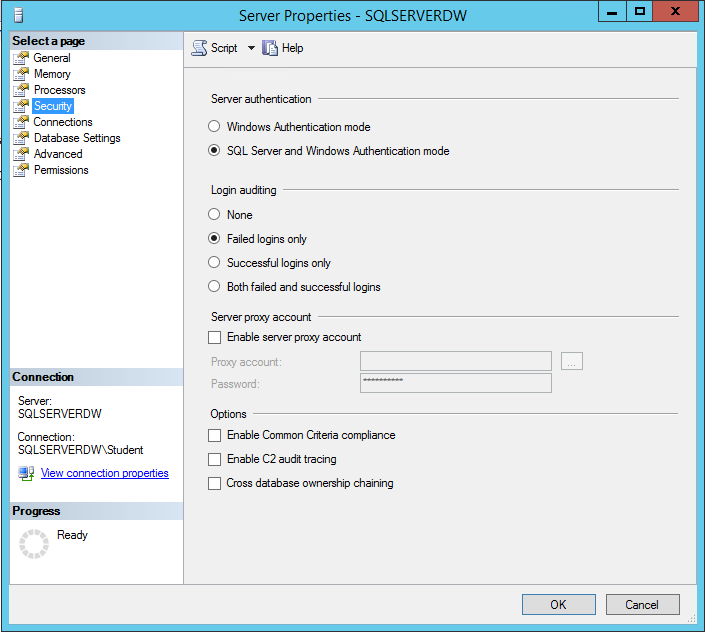 Server Properties - SQLSERVERDW
Select a page
General
Memory
Processors
Security
Connections
Database Settings
Advanced
Permissions
Script Help
Server authentication
Windows Authentication mode
SQL Server and Windows Authentication mode
Login auditing
None
Failed logins only
Successful logins only
Both failed and successful logins
Server proxy account
Enable server proxy account
Proxy account:
...
Password:
**********
Options
Enable Common Criteria compliance
Enable C2 audit tracing
Cross database ownership chaining
Connection
Server:
SQLSERVERDW
Connection:
SQLSERVERDW\Student
View connection properties
Progress
Ready
OK Cancel